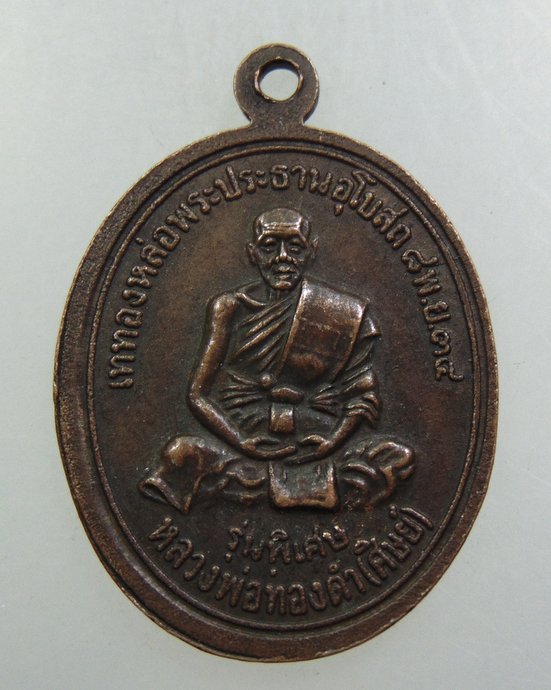 เททองหล่อพระประธานอุโบสถ ๘ พ.ย.๓๔
รุ่นพิเศษ
หลวงพ่อทองดำ(ศิษย์)